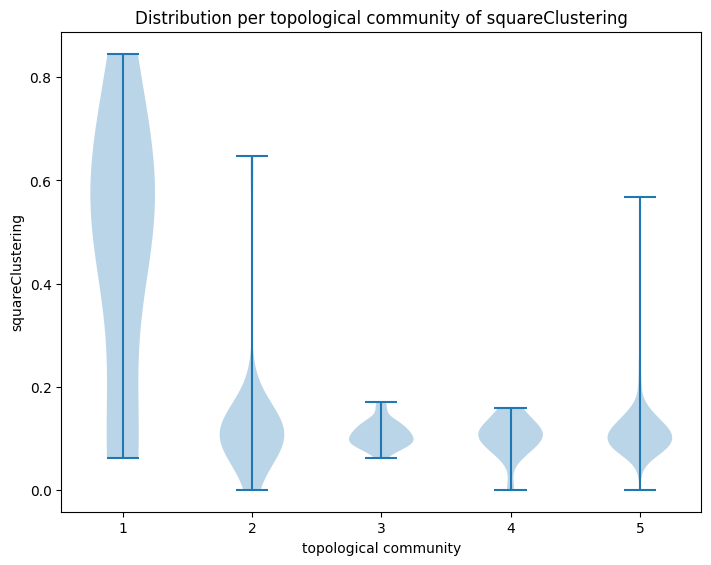 Distribution per topological community of squareClustering
squareClustering
0.8
0.6
0.4
0.2
0.0
1 2 3 4 5
topological community